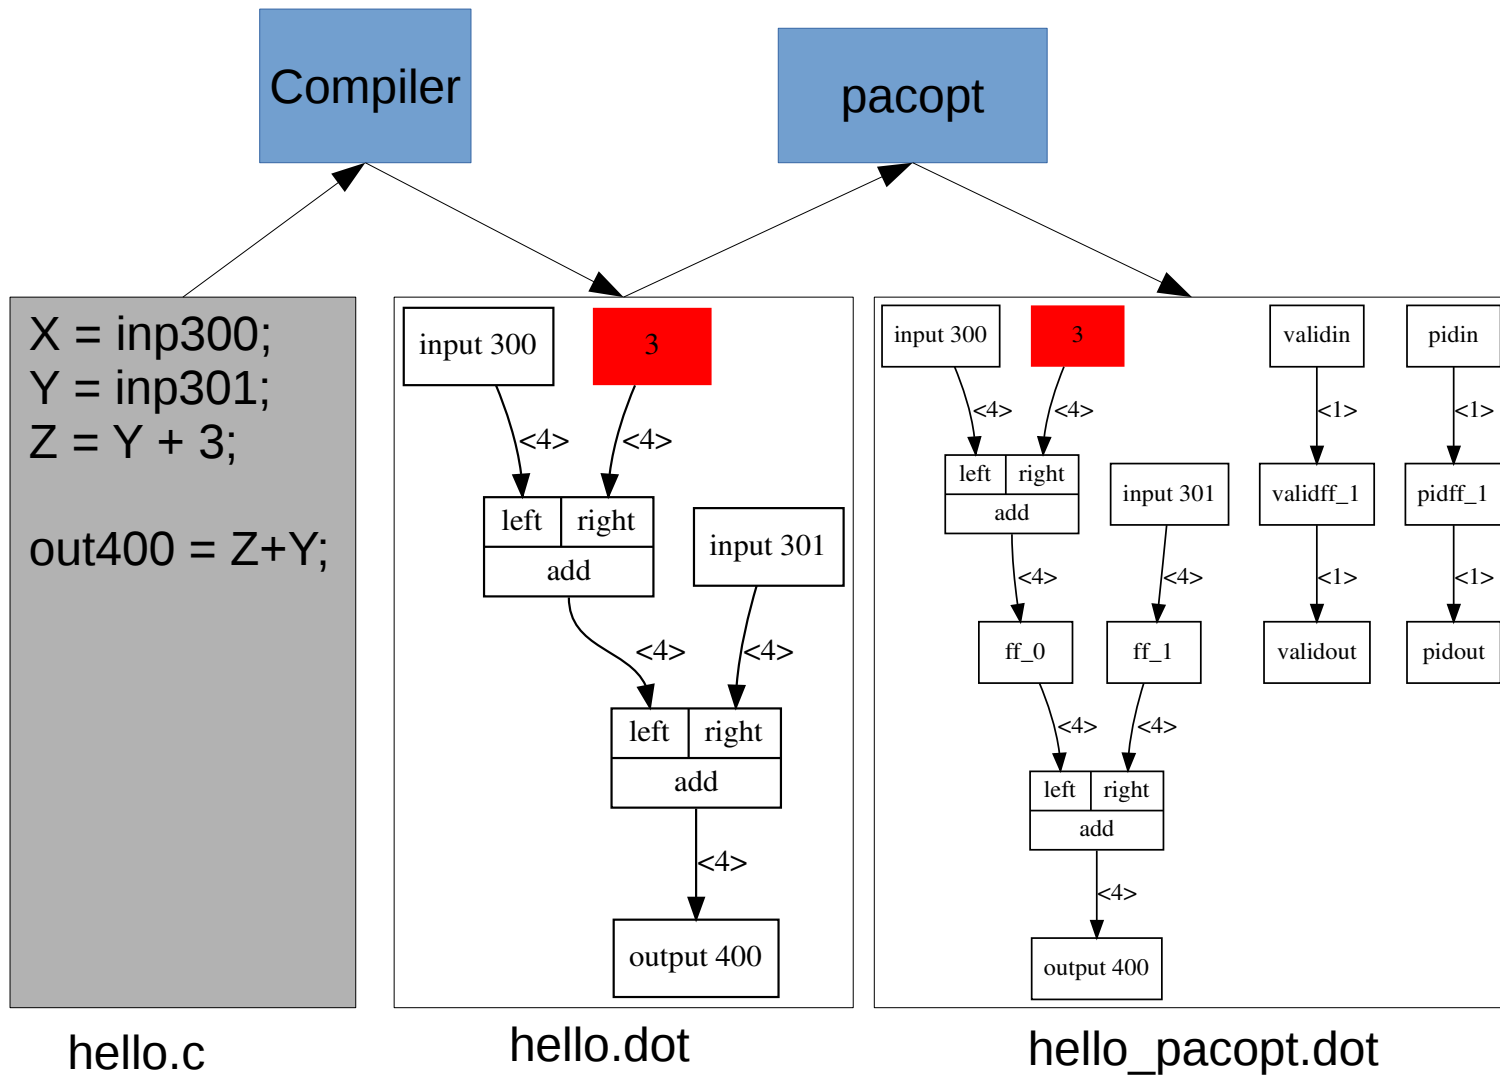 Compiler
pacopt
X = inp300;
Y = inp301;
Z = Y + 3;
out400 = Z+Y;
hello.c
input 300
3
<4>
<4>
left right
add
input 301
<4>
<4>
left right
add
<4>
output 400
hello.dot
input 300
3
validin
pidin
<4>
<4>
<1>
<1>
left right
add
input 301
validff_1
pidff_1
<4>
<4>
<1>
<1>
ff_0
ff_1
validout
pidout
<4>
<4>
left right
add
<4>
output 400
hello_pacopt.dot